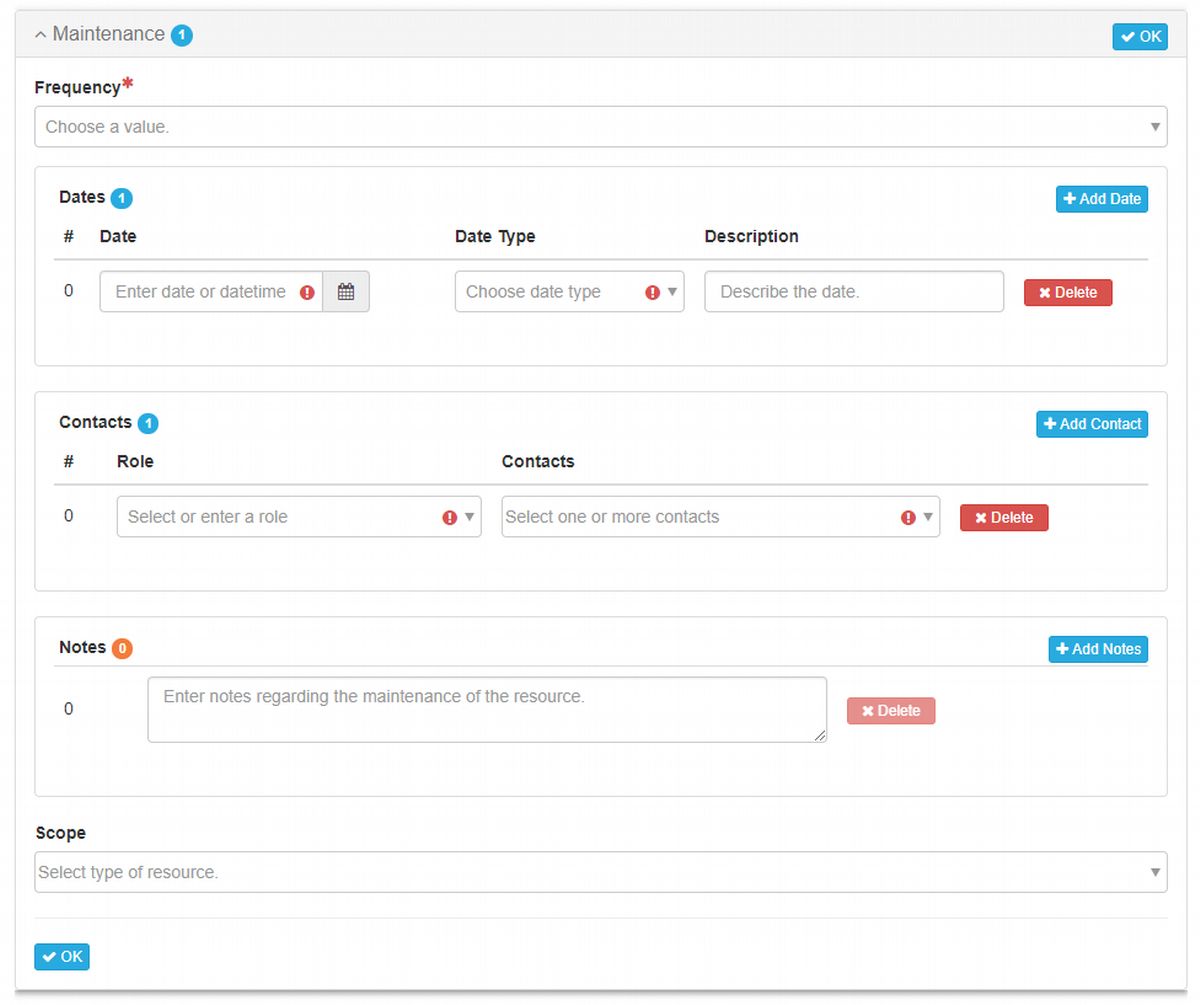 Maintenance 1
OK
Frequency*
Choose a value.
Dates 1
Add Date
# Date Date Type Description
0 Enter date or datetime Choose date type Describe the date. Delete
Contacts 1
Add Contact
# Role Contacts
0 Select or enter a role Select one or more contacts Delete
Notes 0
Add Notes
0 Enter notes regarding the maintenance of the resource. Delete
Scope
Select type of resource.
OK